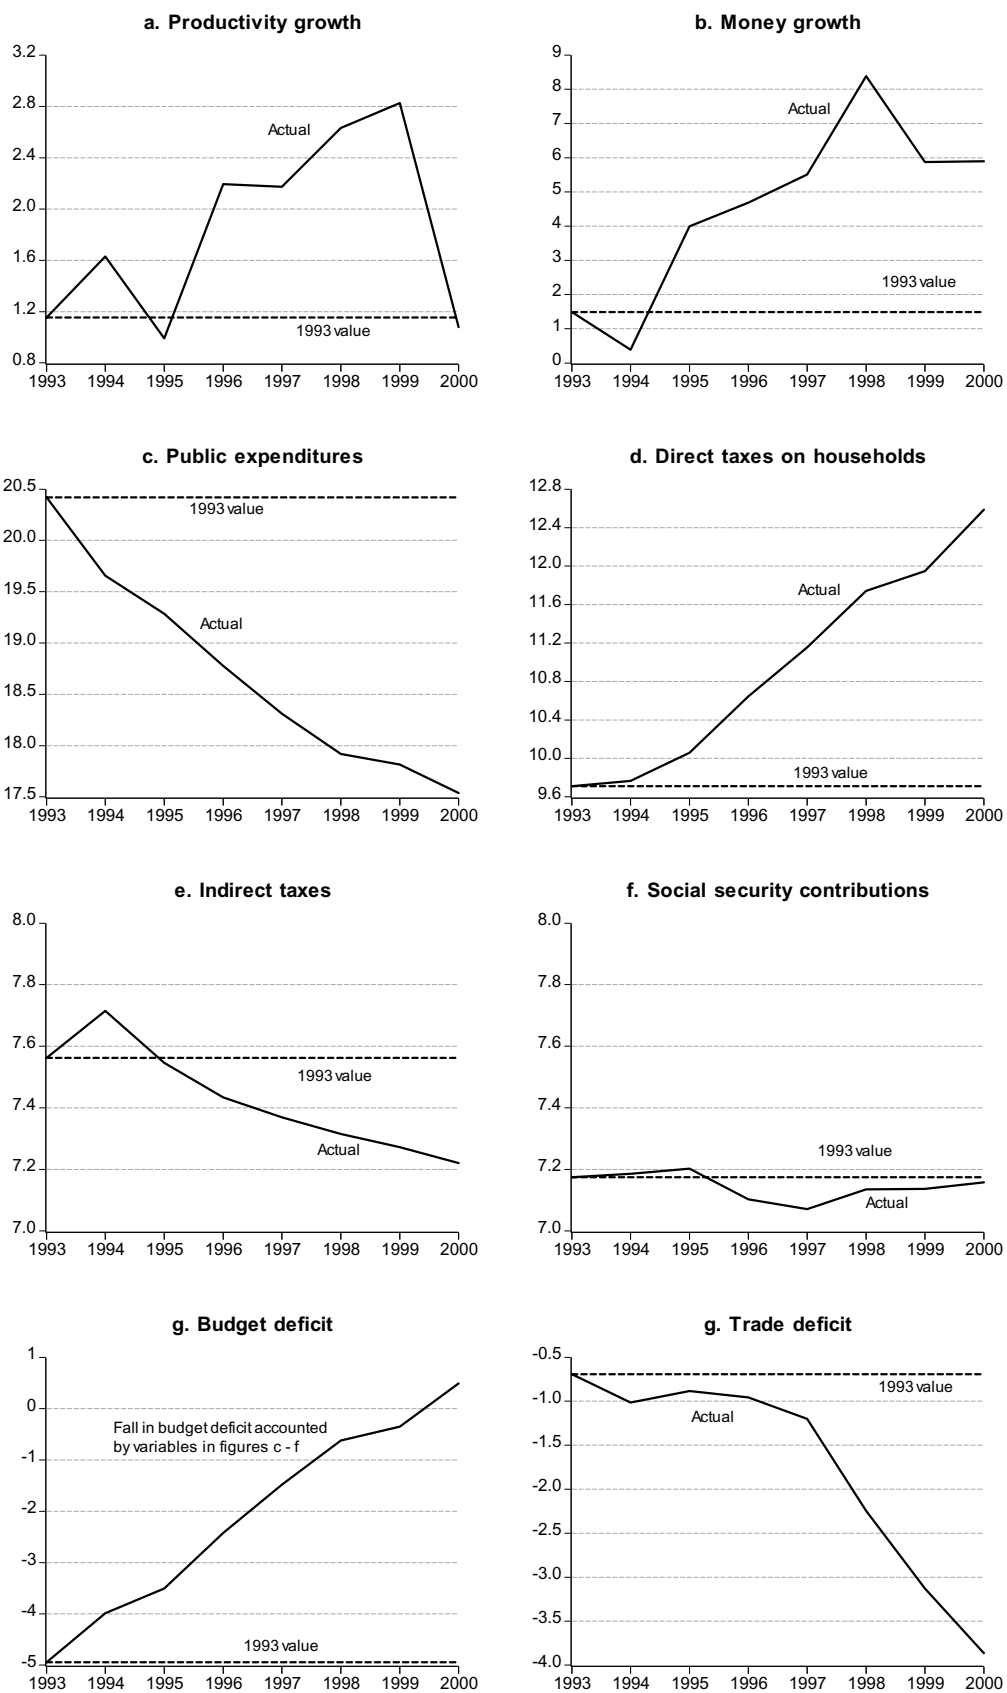 a. Productivity growth
3.2
2.8
2.4
2.0
1.6
1.2
0.8
Actual
1993 value
1993 1994 1995 1996 1997 1998 1999 2000
b. Money growth
9
8
7
6
5
4
3
2
1
0
Actual
1993 value
1993 1994 1995 1996 1997 1998 1999 2000
c. Public expenditures
20.5
20.0
19.5
19.0
18.5
18.0
17.5
1993 value
Actual
1993 1994 1995 1996 1997 1998 1999 2000
d. Direct taxes on households
12.8
12.4
12.0
11.6
11.2
10.8
10.4
10.0
9.6
Actual
1993 value
1993 1994 1995 1996 1997 1998 1999 2000
e. Indirect taxes
8.0
7.8
7.6
7.4
7.2
7.0
1993 value
Actual
1993 1994 1995 1996 1997 1998 1999 2000
f. Social security contributions
8.0
7.8
7.6
7.4
7.2
7.0
1993 value
Actual
1993 1994 1995 1996 1997 1998 1999 2000
g. Budget deficit
1
0
-1
-2
-3
-4
-5
Fall in budget deficit accounted
by variables in figures c - f
1993 value
1993 1994 1995 1996 1997 1998 1999 2000
g. Trade deficit
-0.5
-1.0
-1.5
-2.0
-2.5
-3.0
-3.5
-4.0
1993 value
Actual
1993 1994 1995 1996 1997 1998 1999 2000